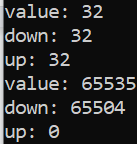 value: 32
down: 32
up: 32
value: 65535
down: 65504
up: 0